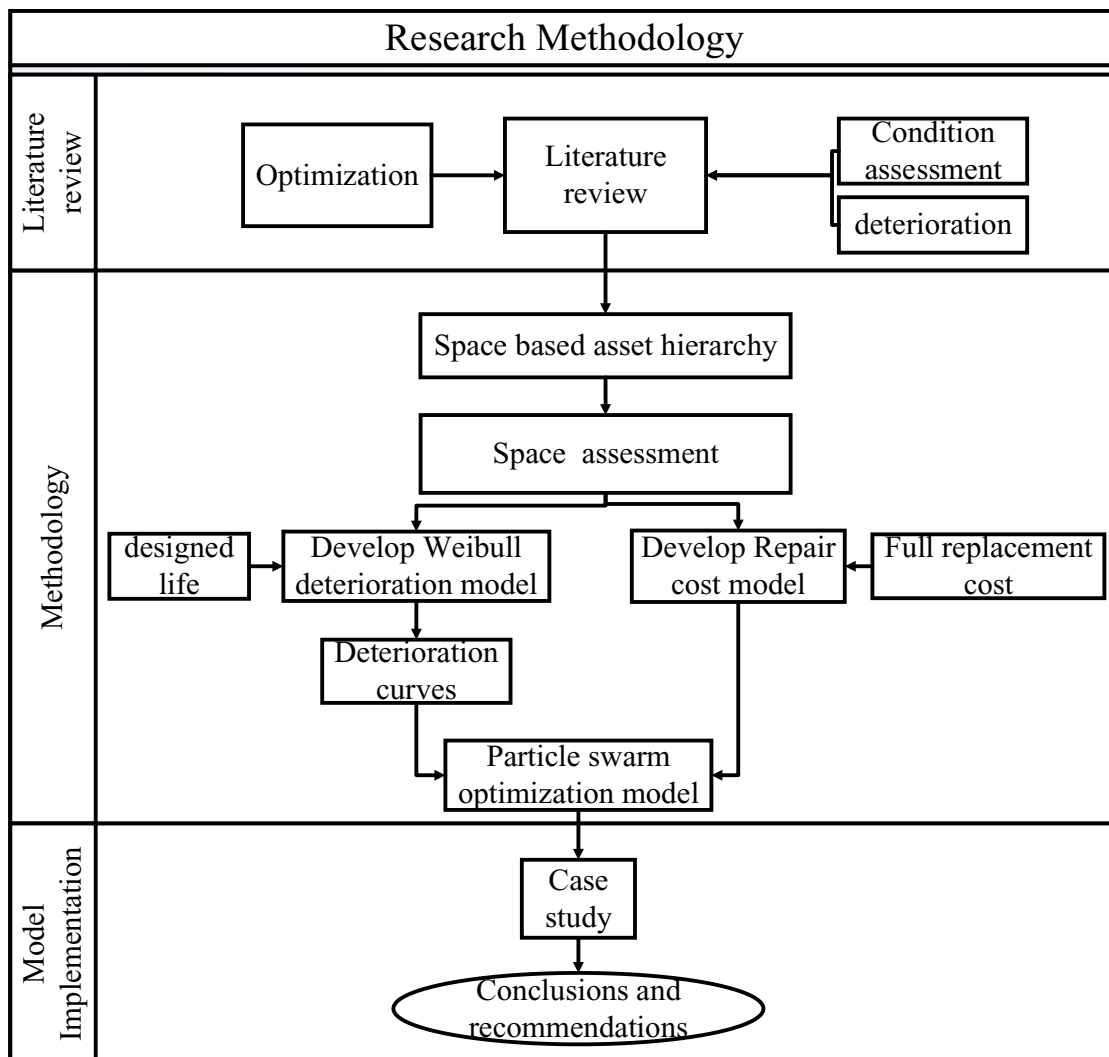 Research Methodology
Literature
review
Optimization
Literature
review
Condition
assessment
deterioration
Methodology
Space based asset hierarchy
Space assessment
designed
life
Develop Weibull
deterioration model
Develop Repair
cost model
Full replacement
cost
Deterioration
curves
Particle swarm
optimization model
Model
Implementation
Case
study
Conclusions and
recommendations